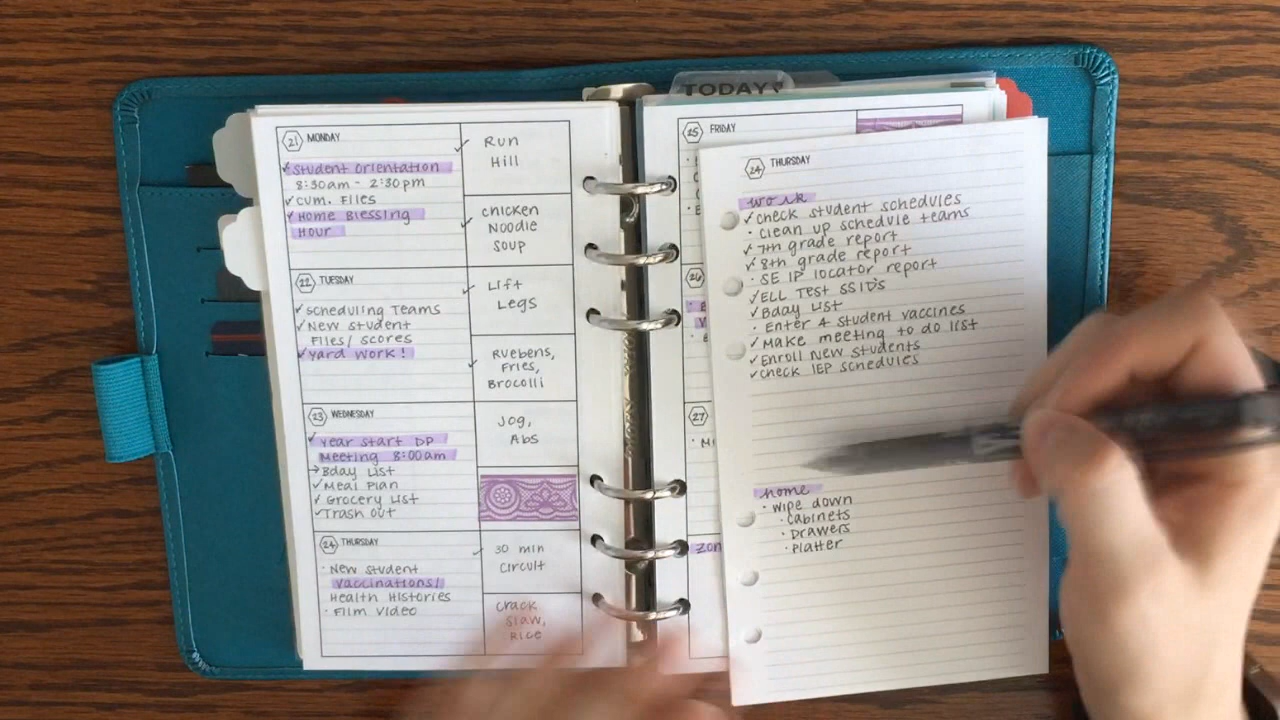 TODAY
21 MONDAY
Student Orientation
8:30am - 2:30pm
Cum. Files
Home Blessing
Hour
Run
Hill
Chicken
Noodle
Soup
22 TUESDAY
Scheduling Teams
New student
Files/scores
Yard work!
Lift
Legs
Ruebens,
Fries,
Brocolli
23 WEDNESDAY
Year start DP
Meeting 8:00am
Bday List
Meal Plan
Grocery List
Trash out
Jog,
Abs
24 THURSDAY
New student
vaccinations/
Health Histories
Film video
30 min
circuit
Crack
Slaw,
Rice
25 FRIDAY
26
27
Zon
24 THURSDAY
work
check student schedules
clean up schedule teams
7th grade report
8th grade report
SE IP locator report
ELL Test SSID's
Bday List
Enter 4 student vaccines
Make meeting to do list
Enroll New students
Check IEP schedules
home
wipe down
cabinets
Drawers
Platter